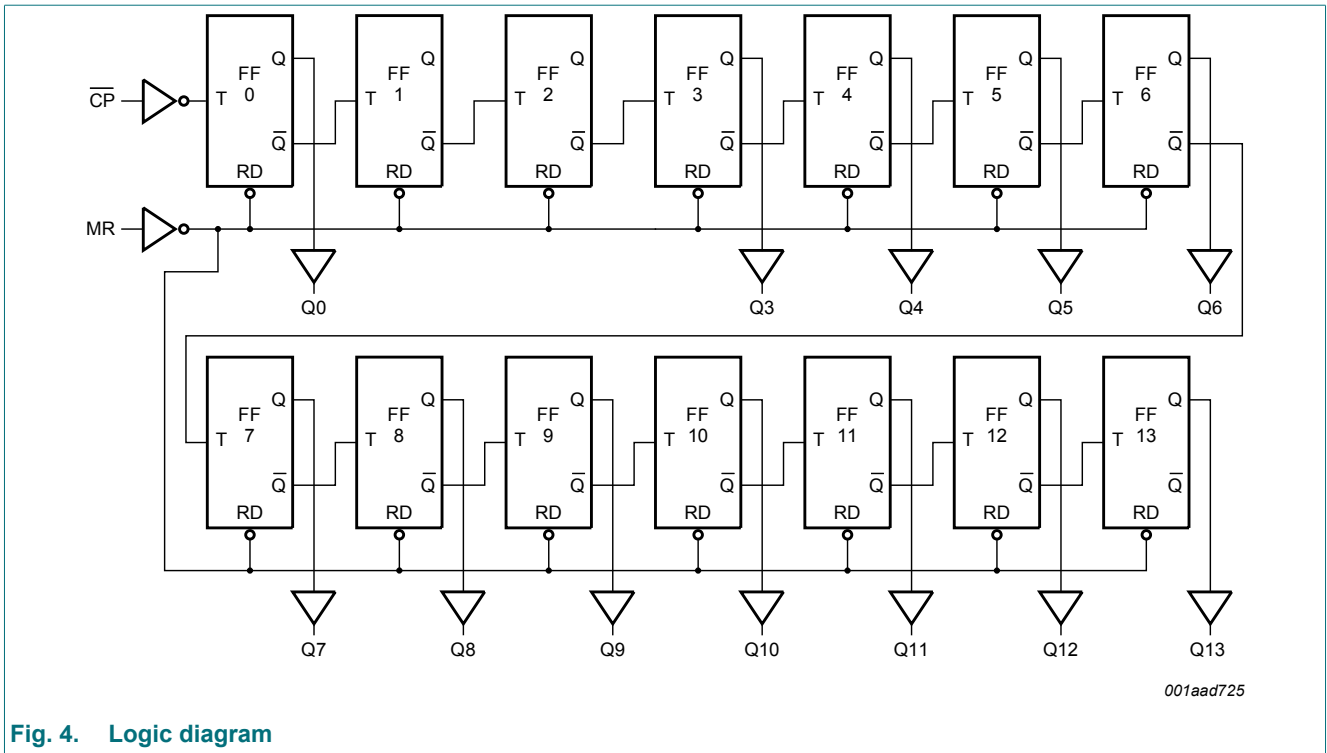 Q Q Q Q Q Q Q
FF FF FF FF FF FF FF
CP̅ T 0 T 1 T 2 T 3 T 4 T 5 T 6
Q̅ Q̅ Q̅ Q̅ Q̅ Q̅ Q̅
RD RD RD RD RD RD RD
MR
Q0 Q3 Q4 Q5 Q6
Q Q Q Q Q Q Q
FF FF FF FF FF FF FF
T 7 T 8 T 9 T 10 T 11 T 12 T 13
Q̅ Q̅ Q̅ Q̅ Q̅ Q̅
RD RD RD RD RD RD RD
Q7 Q8 Q9 Q10 Q11 Q12 Q13
001aad725
Fig. 4. Logic diagram